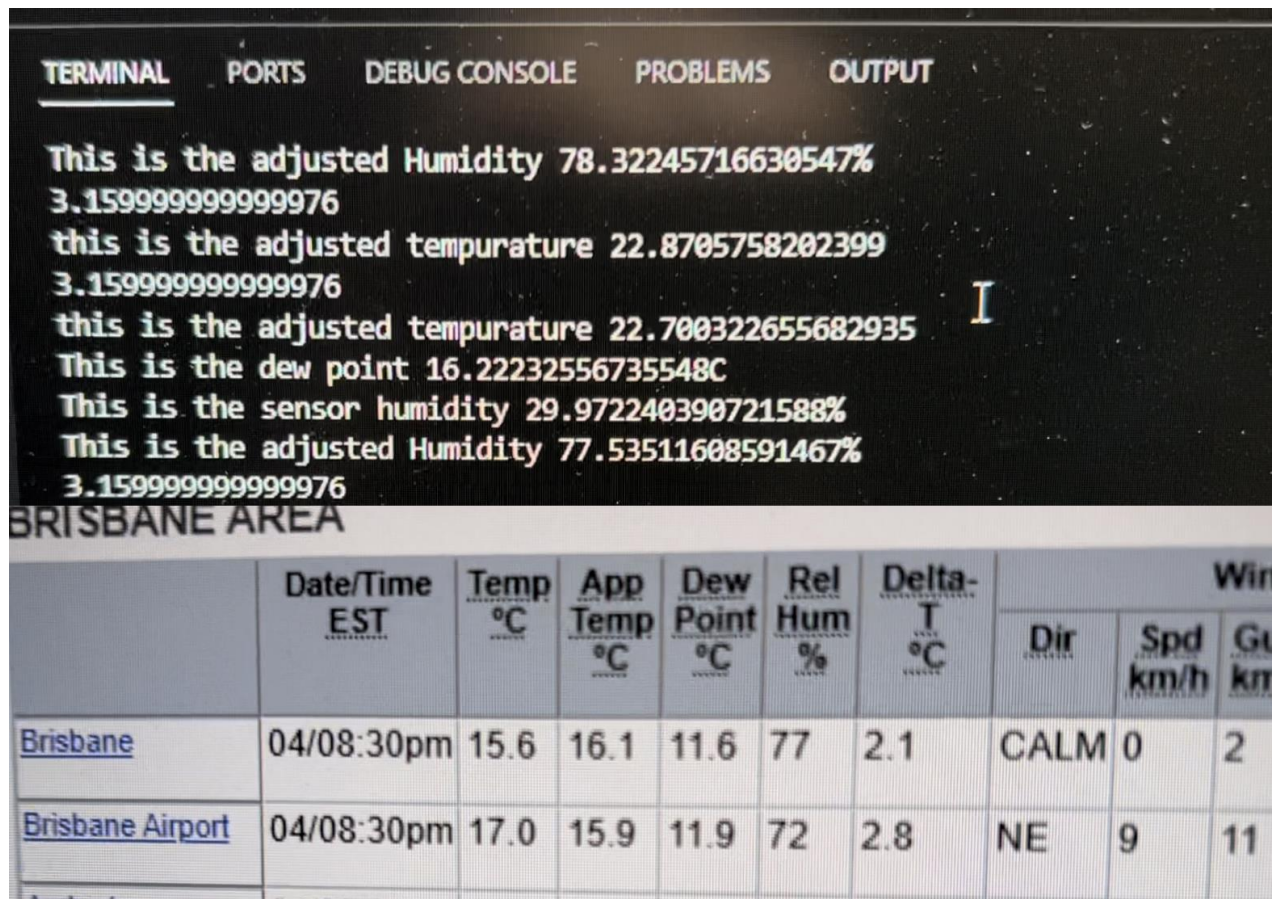 TERMINAL PORTS DEBUG CONSOLE PROBLEMS OUTPUT
This is the adjusted Humidity 78.32245716630547%
3.159999999999976
this is the adjusted tempurature 22.8705758202399
3.159999999999976
this is the adjusted tempurature 22.700322655682935
This is the dew point 16.22232556735548C
This is the sensor humidity 29.972240390721588%
This is the adjusted Humidity 77.53511608591467%
3.159999999999976
BRISBANE AREA
Date/Time Temp App Dew Rel Delta-
EST °C Temp Point Hum T
°C °C % °C
Dir Spd
km/h
Brisbane 04/08:30pm 15.6 16.1 11.6 77 2.1 CALM 0 2
Brisbane Airport 04/08:30pm 17.0 15.9 11.9 72 2.8 NE 9 11